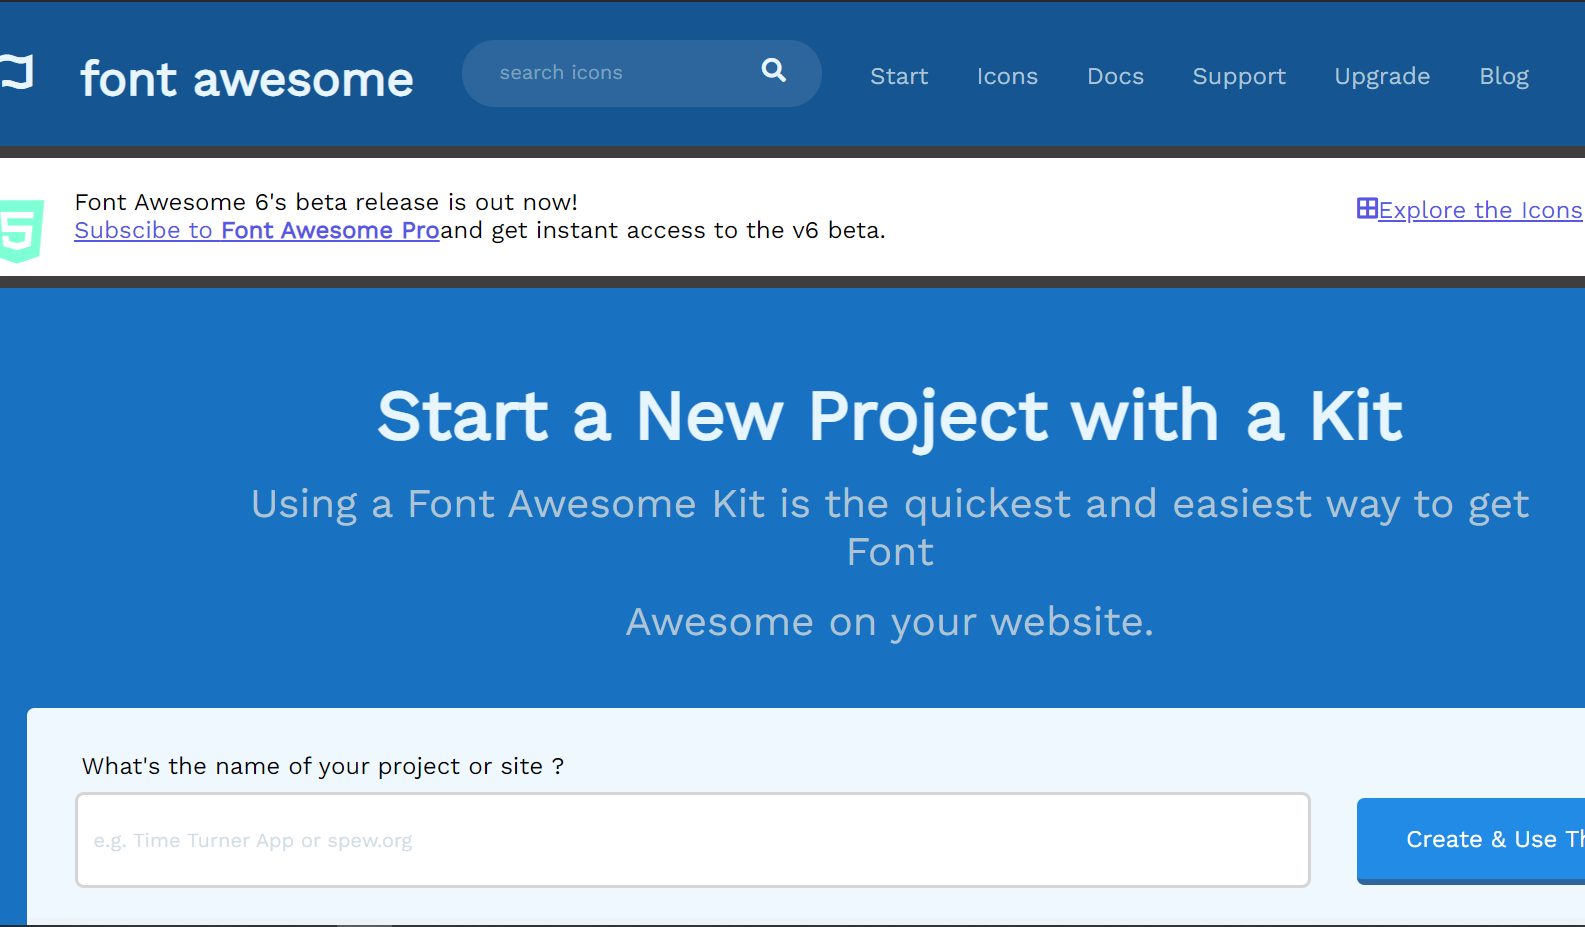 font awesome
search icons
Start Icons Docs Support Upgrade Blog
Font Awesome 6's beta release is out now!
Subscibe to Font Awesome Proand get instant access to the v6 beta.
Explore the Icons
Start a New Project with a Kit
Using a Font Awesome Kit is the quickest and easiest way to get
Font
Awesome on your website.
What's the name of your project or site ?
e.g. Time Turner App or spew.org
Create & Use